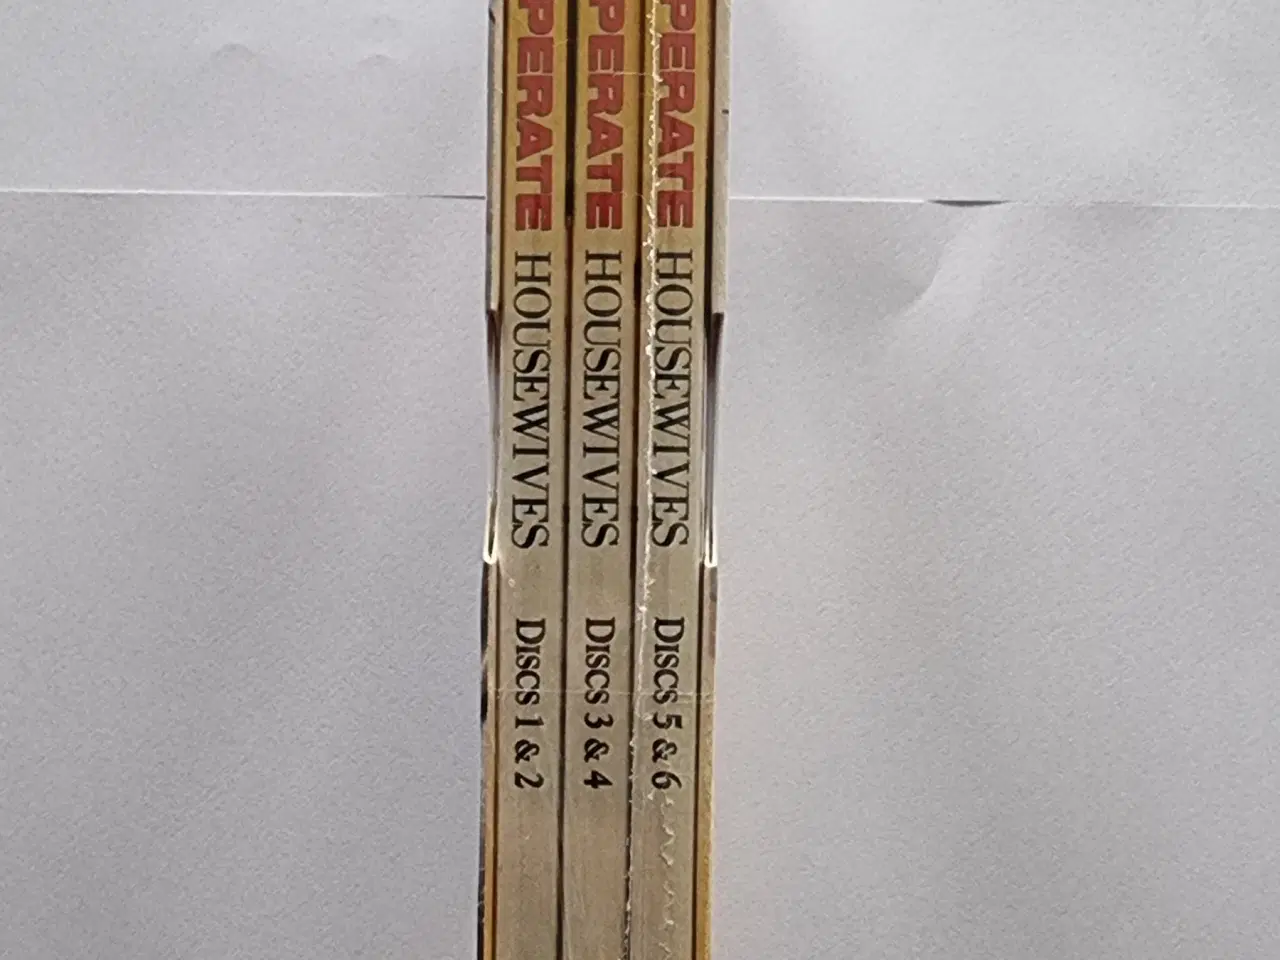 PERATE HOUSEWIVES DISCS 1 & 2
PERATE HOUSEWIVES DISCS 3 & 4
PERATE HOUSEWIVES DISCS 5 & 6